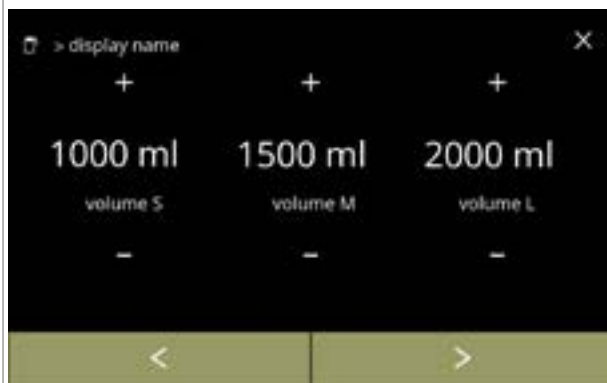 > display name
×
+ + +
1000 ml 1500 ml 2000 ml
volume S volume M volume L
- - -
< >